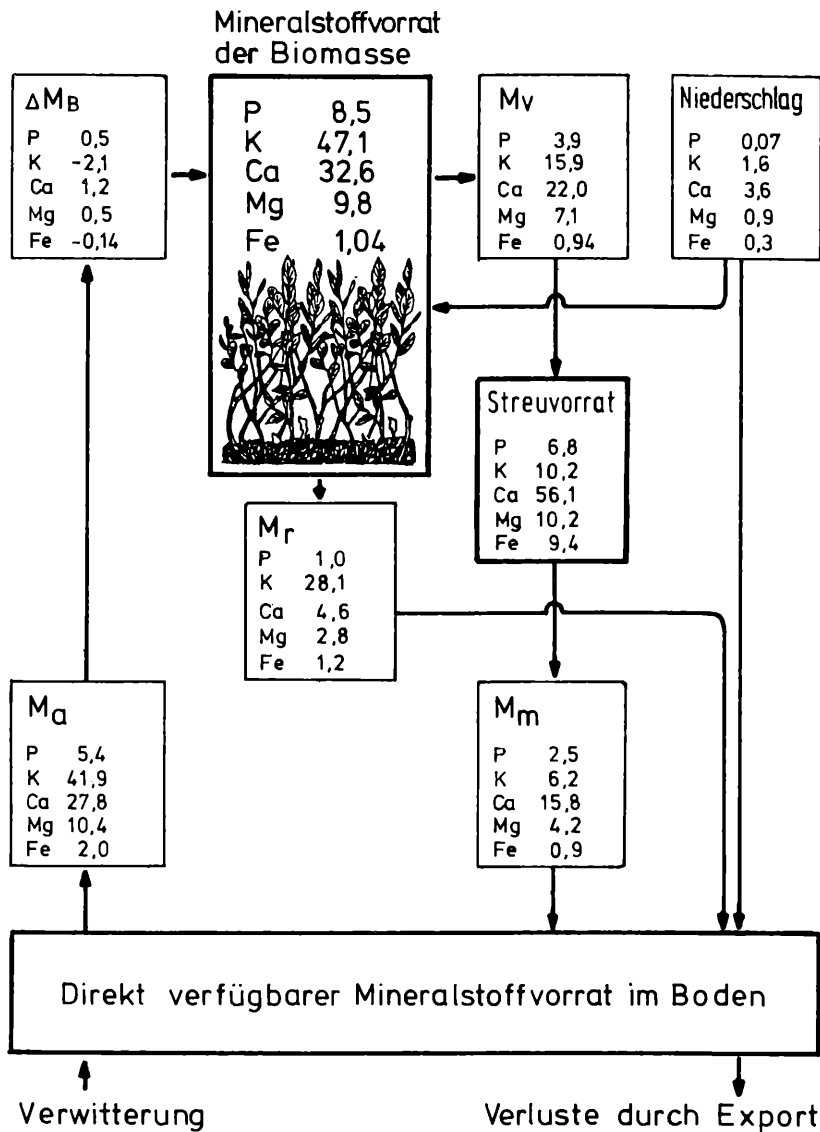 Mineralstoffvorrat
der Biomasse
ΔMB
P 0,5
K -2,1
Ca 1,2
Mg 0,5
Fe -0,14
P 8,5
K 47,1
Ca 32,6
Mg 9,8
Fe 1,04
Mv
P 3,9
K 15,9
Ca 22,0
Mg 7,1
Fe 0,94
Niederschlag
P 0,07
K 1,6
Ca 3,6
Mg 0,9
Fe 0,3
Streuvorrat
P 6,8
K 10,2
Ca 56,1
Mg 10,2
Fe 9,4
Mr
P 1,0
K 28,1
Ca 4,6
Mg 2,8
Fe 1,2
Ma
P 5,4
K 41,9
Ca 27,8
Mg 10,4
Fe 2,0
Mm
P 2,5
K 6,2
Ca 15,8
Mg 4,2
Fe 0,9
Direkt verfügbarer Mineralstoffvorrat im Boden
Verwitterung
Verluste durch Export